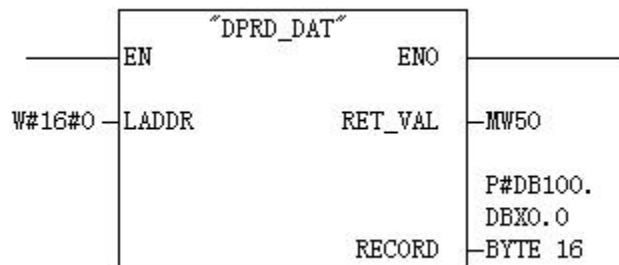 "DPRD_DAT"
EN ENO
W#16#0 LADDR RET_VAL MW50
P#DB100.
DBX0.0
RECORD BYTE 16